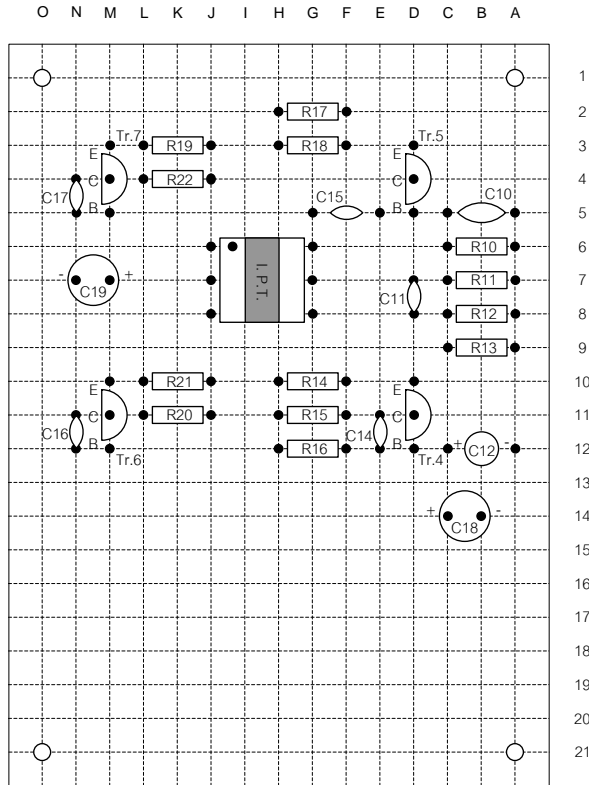 O N M L K J I H G F E D C B A
1
R17 2
Tr.7 R19 R18 Tr.5 3
E E
C17 C R22 C15 C C10 4
B B 5
R10 6
- + I. P.T. R11 7
C19 C11
R12 8
R13 9
R21 R14 10
E E
C R20 R15 C 11
C16 C14
B R16 B + C12 - 12
Tr.6 Tr.4
13
+ - 14
C18
15
16
17
18
19
20
21